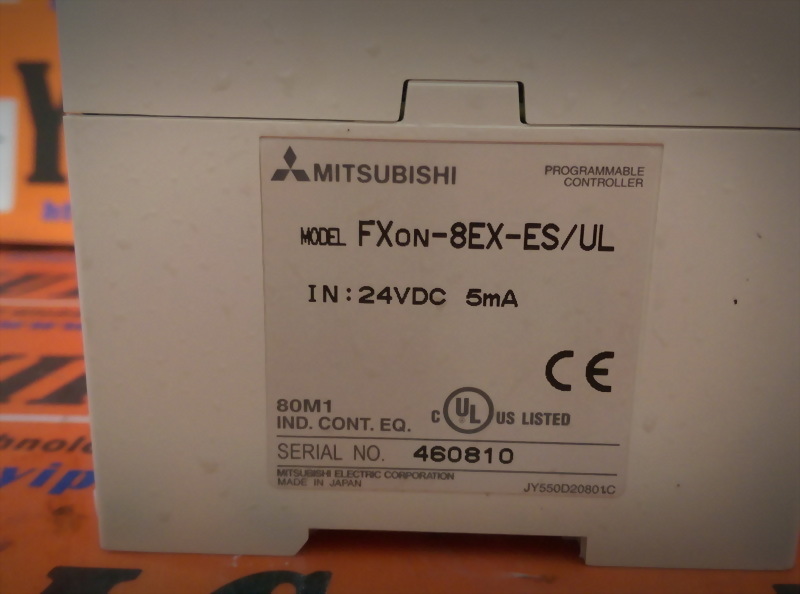 MITSUBISHI
PROGRAMMABLE
CONTROLLER
MODEL FX0N-8EX-ES/UL
IN:24VDC 5mA
CE
80M1
IND. CONT. EQ.
C UL US LISTED
SERIAL NO. 460810
MITSUBISHI ELECTRIC CORPORATION
MADE IN JAPAN
JY550D20801C